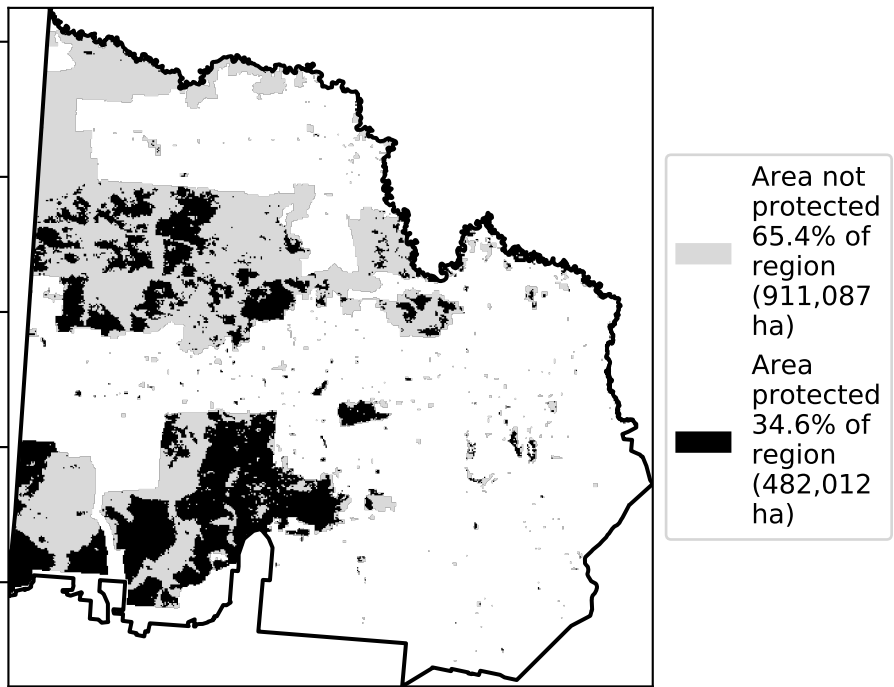 Area not
protected
65.4% of
region
(911,087
ha)
Area
protected
34.6% of
region
(482,012
ha)